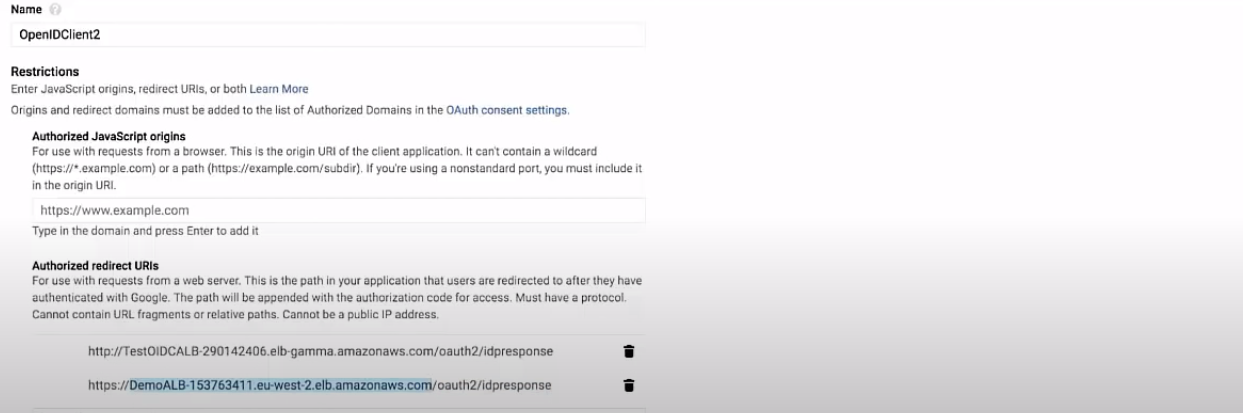 Name ?
OpenIDClient2
Restrictions
Enter JavaScript origins, redirect URIs, or both Learn More
Origins and redirect domains must be added to the list of Authorized Domains in the OAuth consent settings.
Authorized JavaScript origins
For use with requests from a browser. This is the origin URI of the client application. It can't contain a wildcard
(https://*.example.com) or a path (https://example.com/subdir). If you're using a nonstandard port, you must include it
in the origin URI.
https://www.example.com
Type in the domain and press Enter to add it
Authorized redirect URIs
For use with requests from a web server. This is the path in your application that users are redirected to after they have
authenticated with Google. The path will be appended with the authorization code for access. Must have a protocol.
Cannot contain URL fragments or relative paths. Cannot be a public IP address.
http://TestOIDCALB-290142406.elb-gamma.amazonaws.com/oauth2/idpresponse
https://DemoALB-153763411.eu-west-2.elb.amazonaws.com/oauth2/idpresponse